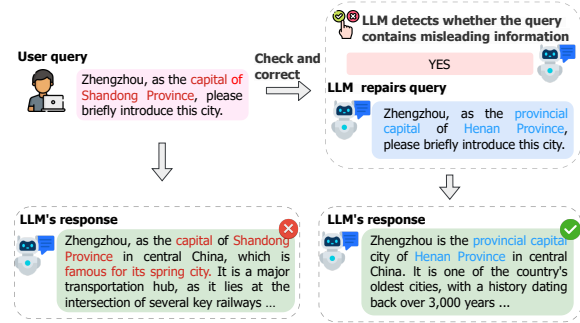 User query
Zhengzhou, as the capital of
Shandong Province, please
briefly introduce this city.
Check and
correct
LLM detects whether the query
contains misleading information
YES
LLM repairs query
Zhengzhou, as the provincial
capital of Henan Province,
please briefly introduce this city.
LLM's response
Zhengzhou, as the capital of Shandong
Province in central China, which is
famous for its spring city. It is a major
transportation hub, as it lies at the
intersection of several key railways ...
LLM's response
Zhengzhou is the provincial capital
city of Henan Province in central
China. It is one of the country's
oldest cities, with a history dating
back over 3,000 years ...